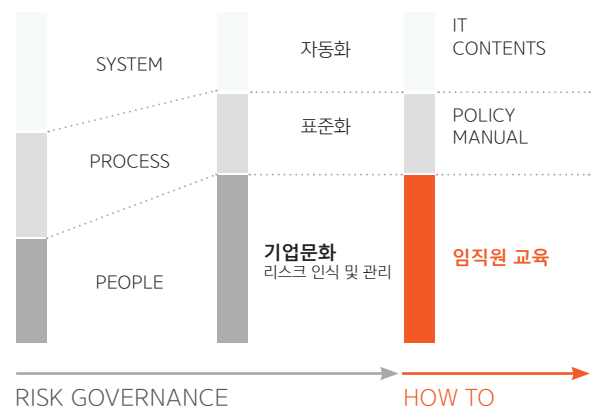 SYSTEM
자동화
IT
CONTENTS
PROCESS
표준화
POLICY
MANUAL
PEOPLE
기업문화
리스크 인식 및 관리
임직원 교육
RISK GOVERNANCE
HOW TO